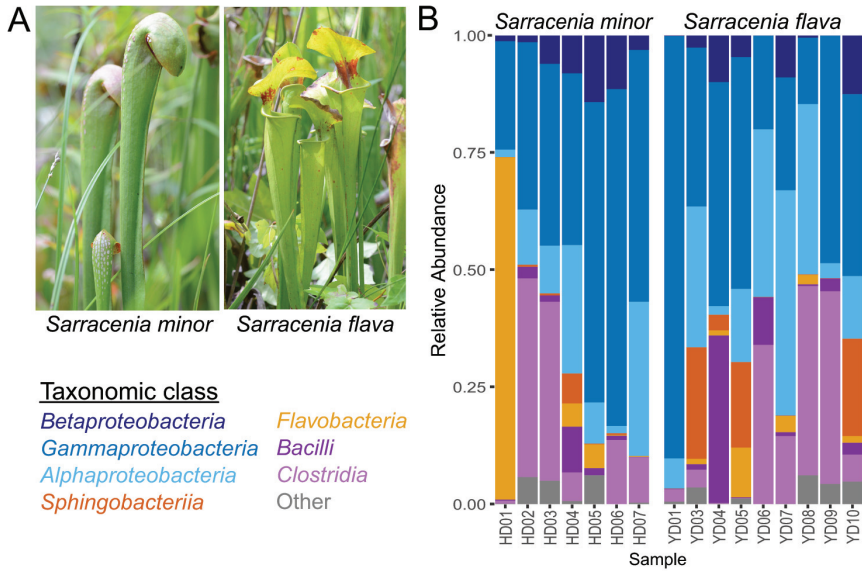 A
Sarracenia minor
Sarracenia flava
Taxonomic class
Betaproteobacteria
Gammaproteobacteria
Alphaproteobacteria
Sphingobacteriia
Flavobacteria
Bacilli
Clostridia
Other
B
Sarracenia minor
Sarracenia flava
Relative Abundance
1.00
0.75
0.50
0.25
0.00
HD01
HD02
HD03
HD04
HD05
HD06
HD07
YD01
YD03
YD04
YD05
YD06
YD07
YD08
YD09
YD10
Sample